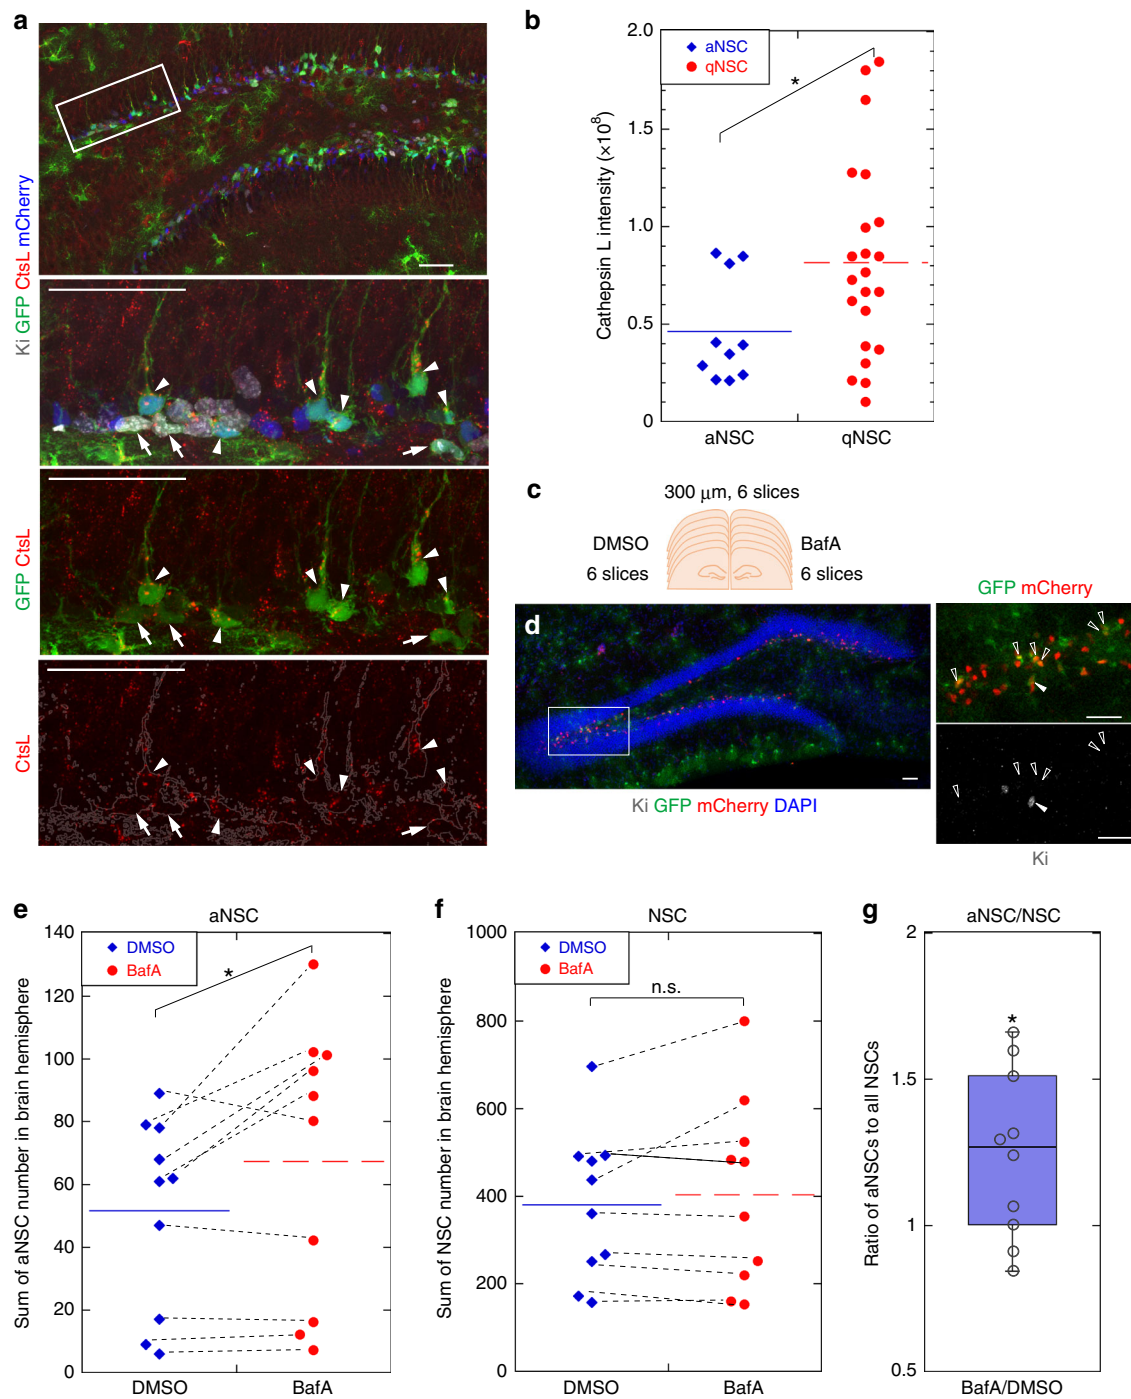 a
Ki GFP CtsL mCherry
GFP CtsL
CtsL
b
2.0
1.5
1.0
0.5
0
Cathepsin L intensity (×10⁸)
aNSC
qNSC
*
aNSC
qNSC
c
300 μm, 6 slices
DMSO
6 slices
BafA
6 slices
d
Ki GFP mCherry DAPI
GFP mCherry
Ki
e
aNSC
140
120
100
80
60
40
20
0
Sum of aNSC number in brain hemisphere
DMSO
BafA
*
DMSO
BafA
f
NSC
1000
800
600
400
200
0
Sum of NSC number in brain hemisphere
DMSO
BafA
n.s.
DMSO
BafA
g
aNSC/NSC
2
1.5
1
0.5
Ratio of aNSCs to all NSCs
*
BafA/DMSO